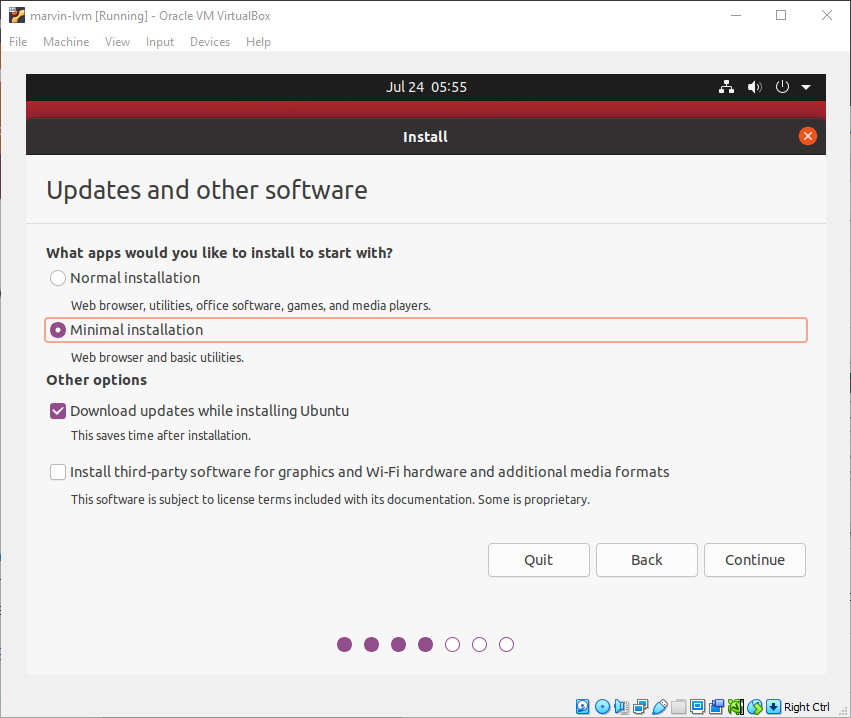 marvin-lvm [Running] - Oracle VM VirtualBox
File Machine View Input Devices Help
Jul 24 05:55
Install
Updates and other software
What apps would you like to install to start with?
Normal installation
Web browser, utilities, office software, games, and media players.
Minimal installation
Web browser and basic utilities.
Other options
Download updates while installing Ubuntu
This saves time after installation.
Install third-party software for graphics and Wi-Fi hardware and additional media formats
This software is subject to license terms included with its documentation. Some is proprietary.
Quit Back Continue
Right Ctrl